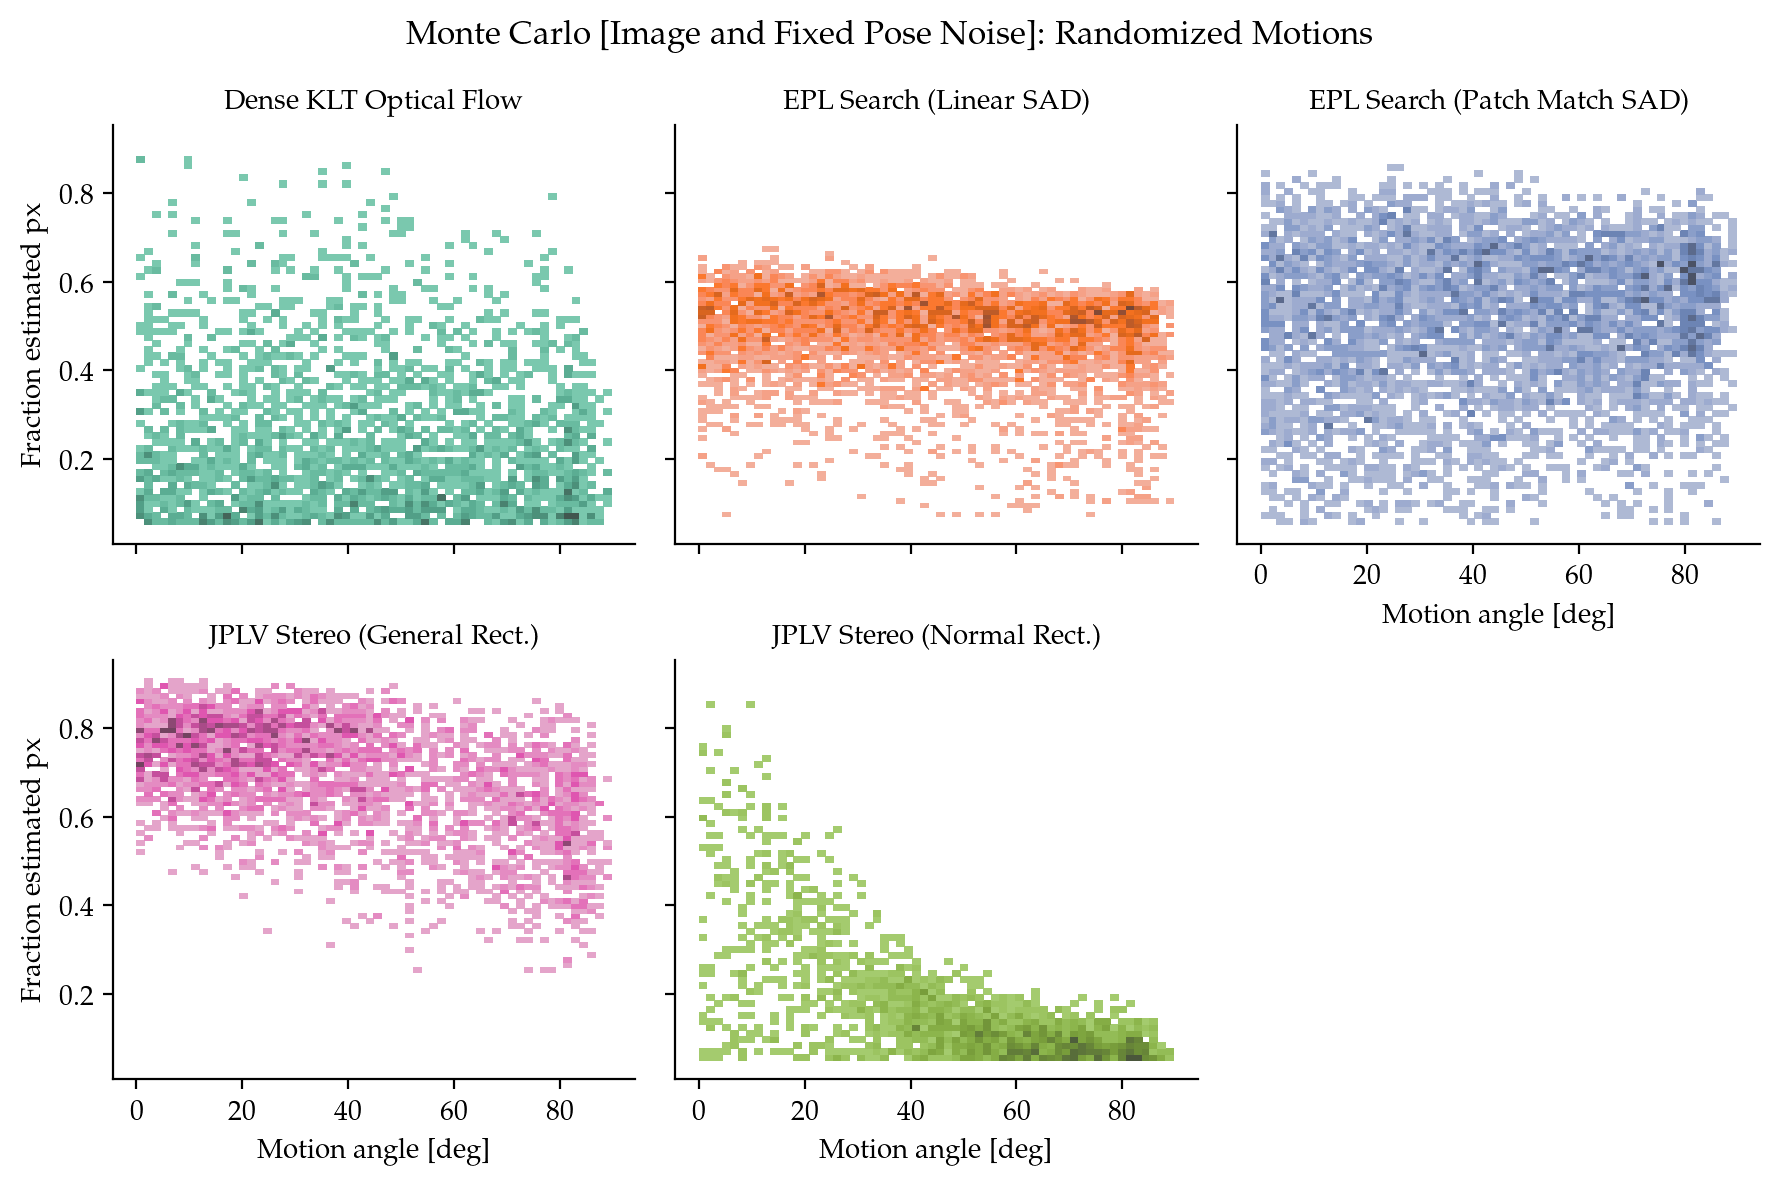 Monte Carlo [Image and Fixed Pose Noise]: Randomized Motions
Dense KLT Optical Flow
EPL Search (Linear SAD)
EPL Search (Patch Match SAD)
Fraction estimated px
0.8
0.6
0.4
0.2
0 20 40 60 80
Motion angle [deg]
JPLV Stereo (General Rect.)
JPLV Stereo (Normal Rect.)
Fraction estimated px
0.8
0.6
0.4
0.2
0 20 40 60 80
Motion angle [deg]
0 20 40 60 80
Motion angle [deg]